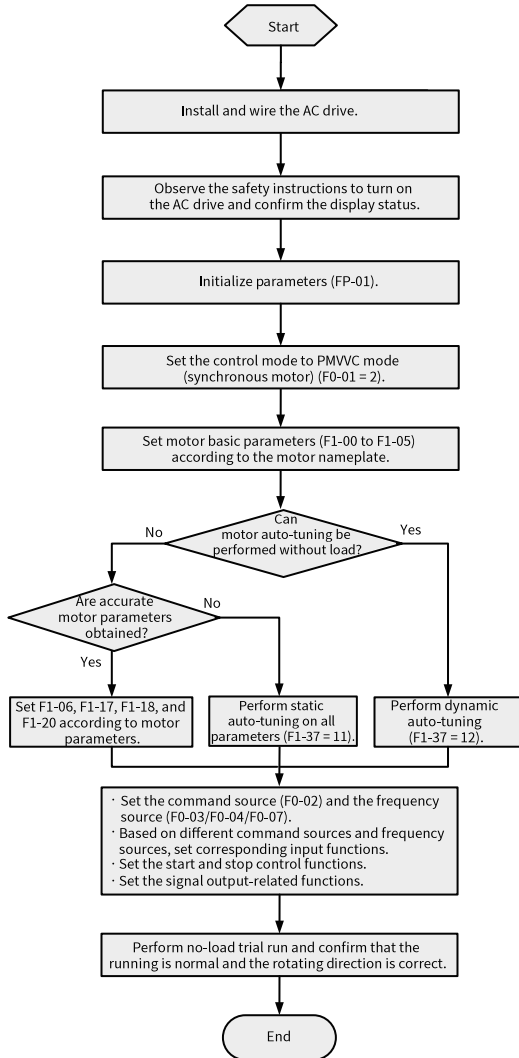 Start
Install and wire the AC drive.
Observe the safety instructions to turn on
the AC drive and confirm the display status.
Initialize parameters (FP-01).
Set the control mode to PMVVC mode
(synchronous motor) (F0-01 = 2).
Set motor basic parameters (F1-00 to F1-05)
according to the motor nameplate.
Can
motor auto-tuning be
performed without load?
No
Yes
Are accurate
motor parameters
obtained?
No
Yes
Set F1-06, F1-17, F1-18, and
F1-20 according to motor
parameters.
Perform static
auto-tuning on all
parameters (F1-37 = 11).
Perform dynamic
auto-tuning
(F1-37 = 12).
· Set the command source (F0-02) and the frequency
source (F0-03/F0-04/F0-07).
· Based on different command sources and frequency
sources, set corresponding input functions.
· Set the start and stop control functions.
· Set the signal output-related functions.
Perform no-load trial run and confirm that the
running is normal and the rotating direction is correct.
End